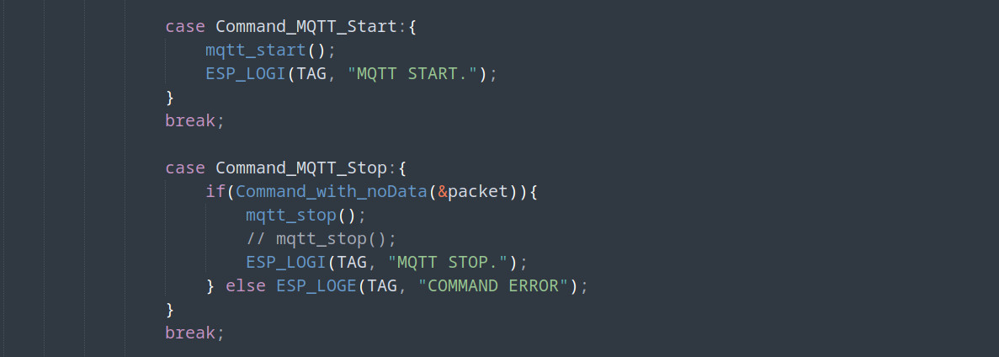 case Command_MQTT_Start:{
mqtt_start();
ESP_LOGI(TAG, "MQTT START.");
}
break;
case Command_MQTT_Stop:{
if(Command_with_noData(&packet)){
mqtt_stop();
// mqtt_stop();
ESP_LOGI(TAG, "MQTT STOP.");
} else ESP_LOGE(TAG, "COMMAND ERROR");
}
break;